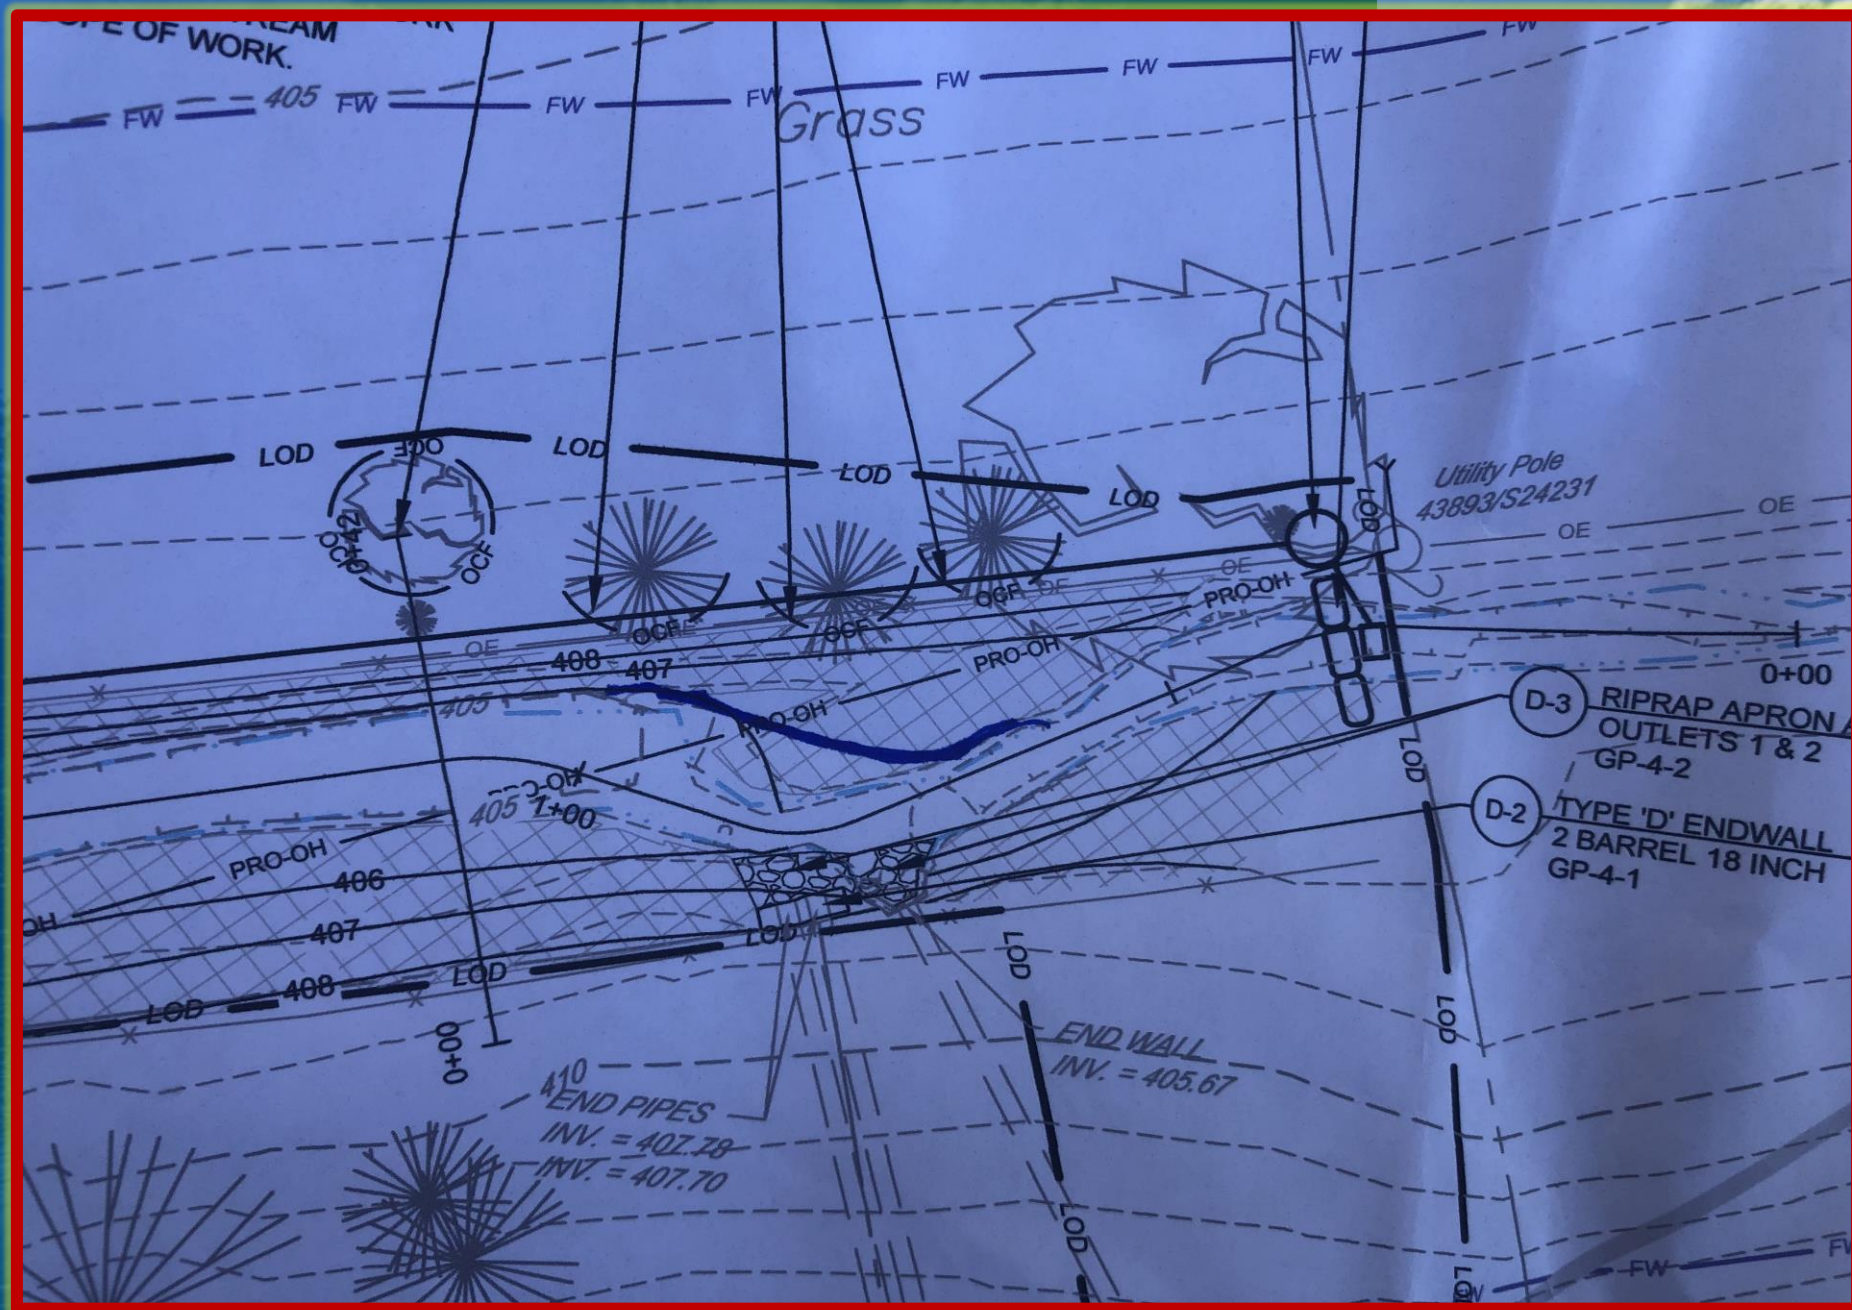 OPE OF WORK.
FW
405
FW
FW
FW
FW
FW
FW
FW
Grass
LOD
LOD
LOD
LOD
LOD
OCF
OCF
OCF
Utility Pole
43893/S24231
OE
OE
OE
OE
OCF
OCF
OCF
PRO-OH
PRO-OH
PRO-OH
408
407
405
0+00
D-3
RIPRAP APRON
OUTLETS 1 & 2
GP-4-2
LOD
405
1+00
D-2
TYPE 'D' ENDWALL
2 BARREL 18 INCH
GP-4-1
PRO-OH
406
OH
407
LOD
LOD
408
LOD
LOD
LOD
0+00
END WALL
INV. = 405.67
410
END PIPES
INV. = 407.78
INV. = 407.70
LOD
FW